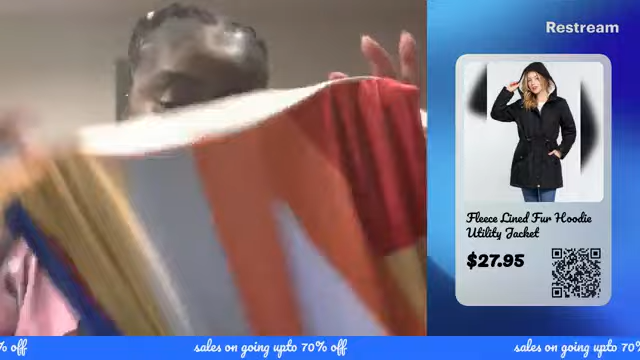 Restream
Fleece Lined Fur Hoodie
Utility Jacket
$27.95
% off
sales on going upto 70% off
sales on going upto 70%